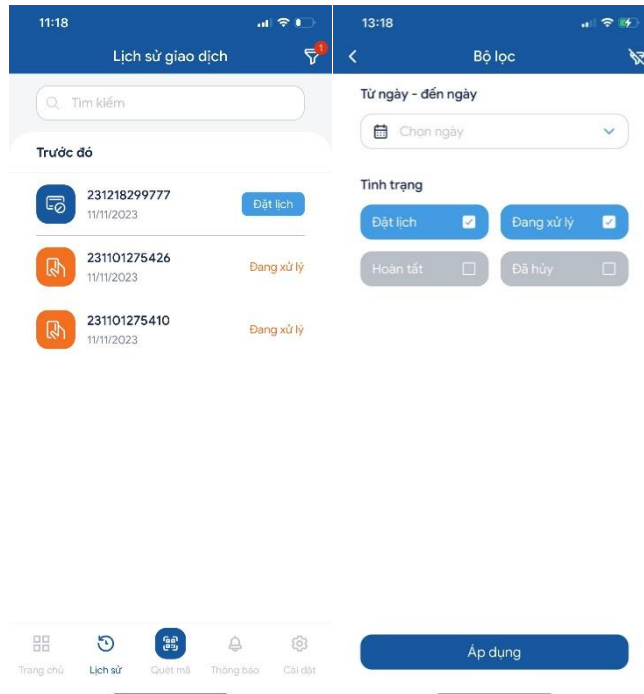 11:18
Lịch sử giao dịch
1
Tìm kiếm
Trước đó
231218299777
11/11/2023
Đặt lịch
231101275426
11/11/2023
Đang xử lý
231101275410
11/11/2023
Đang xử lý
Trang chủ
Lịch sử
Quét mã
Thông báo
Cài đặt
13:18
Bộ lọc
Từ ngày - đến ngày
Chọn ngày
Tình trạng
Đặt lịch
Đang xử lý
Hoàn tất
Đã hủy
Áp dụng